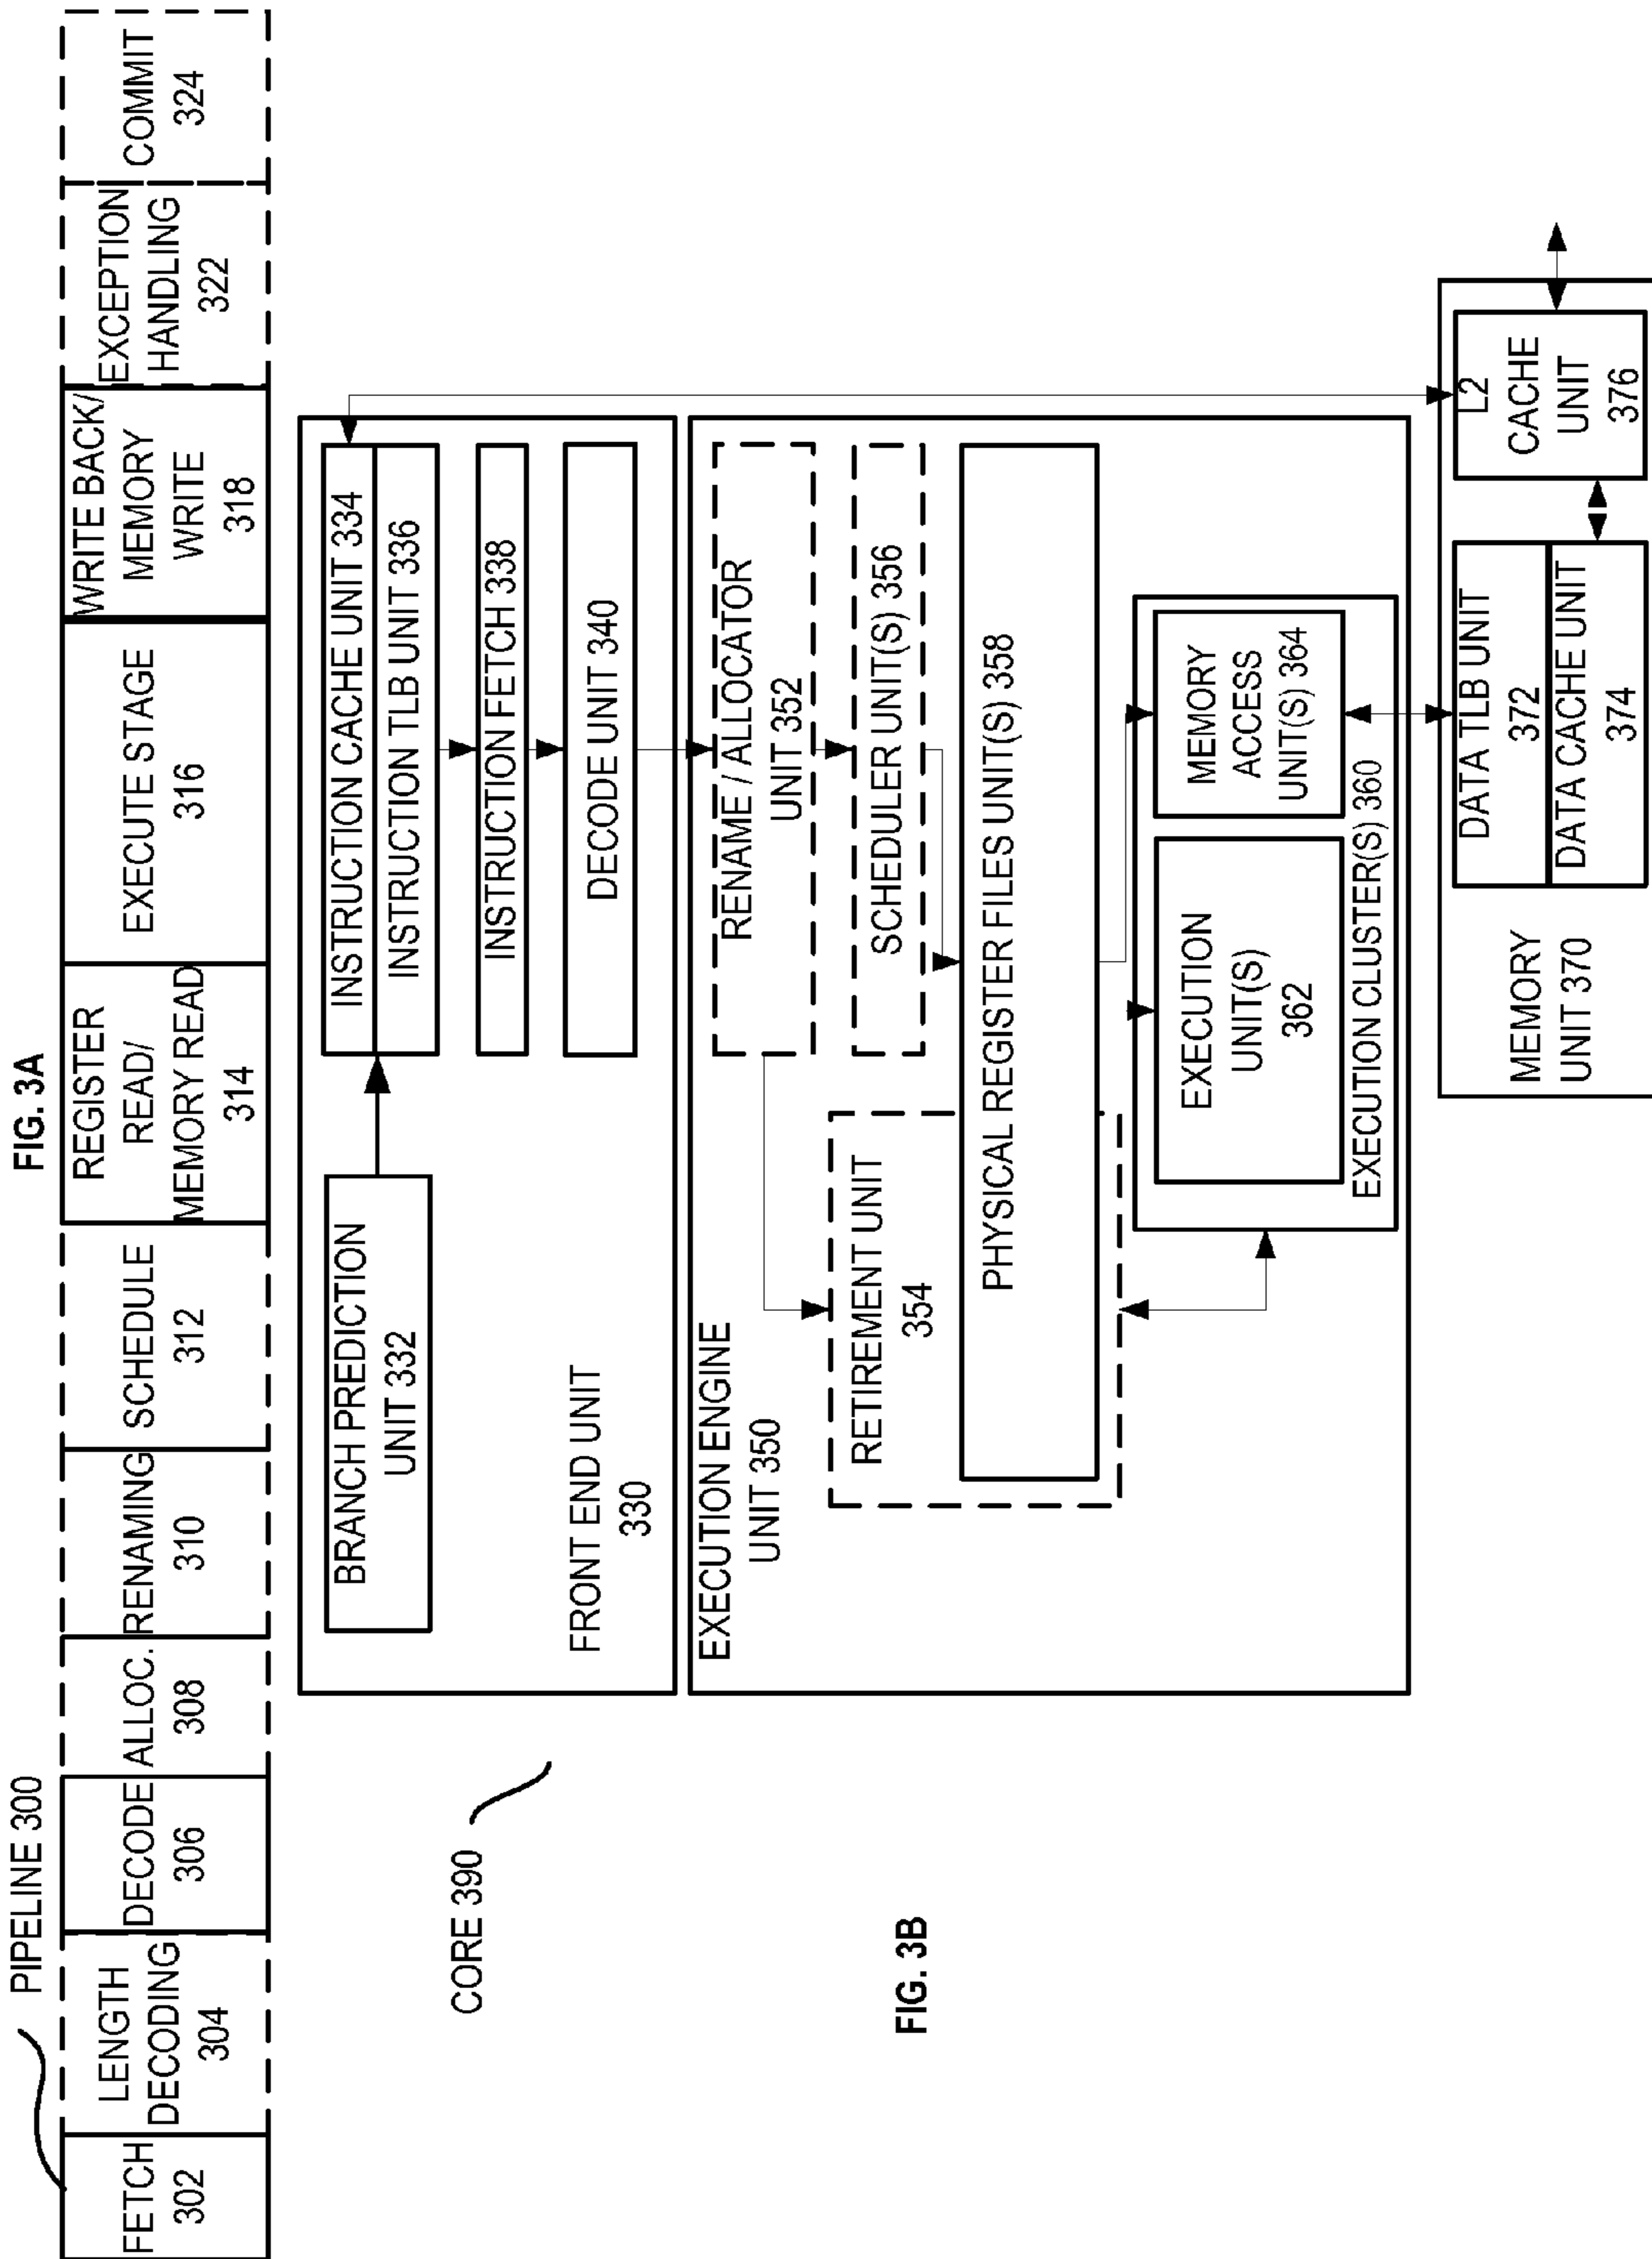 FIG. 3A
PIPELINE 300
FETCH
302
LENGTH
DECODING
304
DECODE
306
ALLOC.
308
RENAMING
310
SCHEDULE
312
REGISTER
READ/
MEMORY READ
314
EXECUTE STAGE
316
WRITE BACK/
MEMORY
WRITE
318
EXCEPTION
HANDLING
322
COMMIT
324
CORE 390
BRANCH PREDICTION
UNIT 332
INSTRUCTION CACHE UNIT 334
INSTRUCTION TLB UNIT 336
INSTRUCTION FETCH 338
DECODE UNIT 340
FRONT END UNIT
330
EXECUTION ENGINE
UNIT 350
RENAME / ALLOCATOR
UNIT 352
RETIREMENT UNIT
354
SCHEDULER UNIT(S) 356
PHYSICAL REGISTER FILES UNIT(S) 358
EXECUTION
UNIT(S)
362
MEMORY
ACCESS
UNIT(S) 364
EXECUTION CLUSTER(S) 360
MEMORY
UNIT 370
DATA TLB UNIT
372
DATA CACHE UNIT
374
L2
CACHE
UNIT
376
FIG. 3B